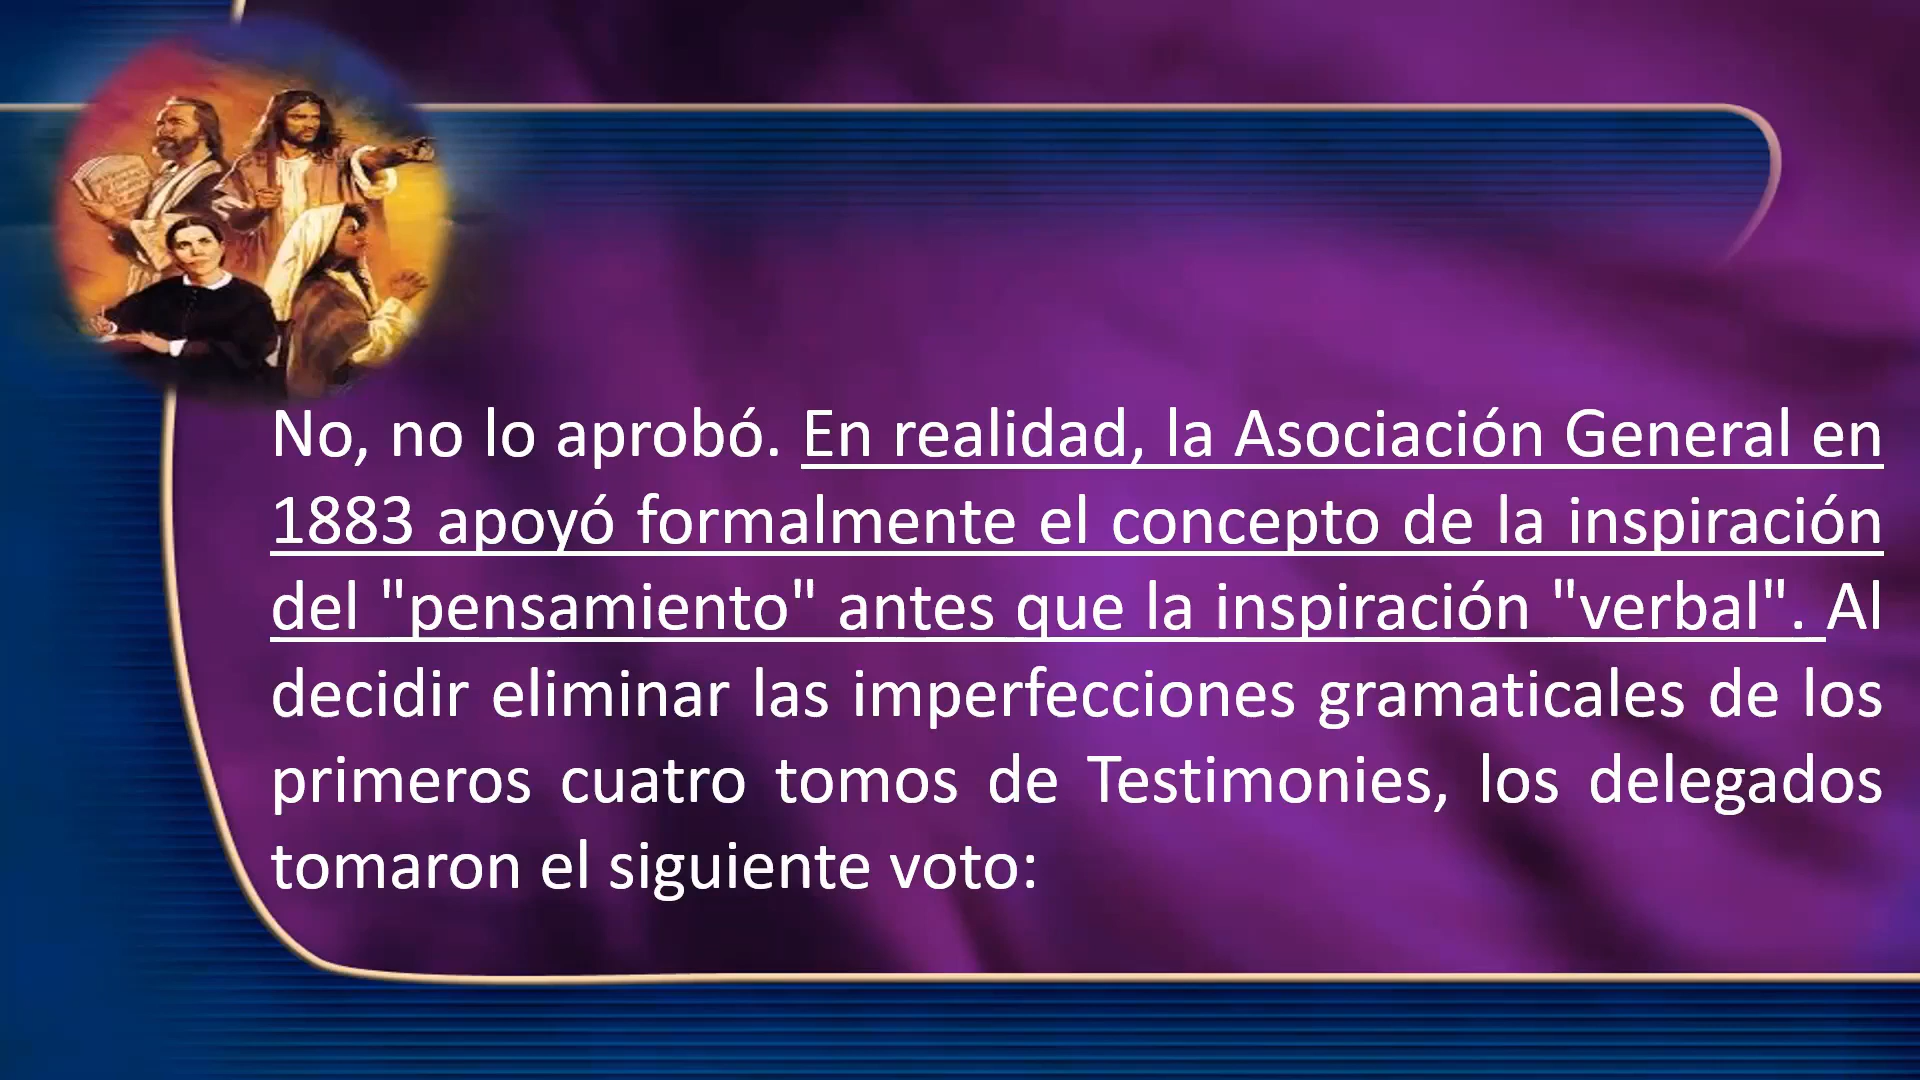 No, no lo aprobó. En realidad, la Asociación General en
1883 apoyó formalmente el concepto de la inspiración
del "pensamiento" antes que la inspiración "verbal". Al
decidir eliminar las imperfecciones gramaticales de los
primeros cuatro tomos de Testimonies, los delegados
tomaron el siguiente voto: